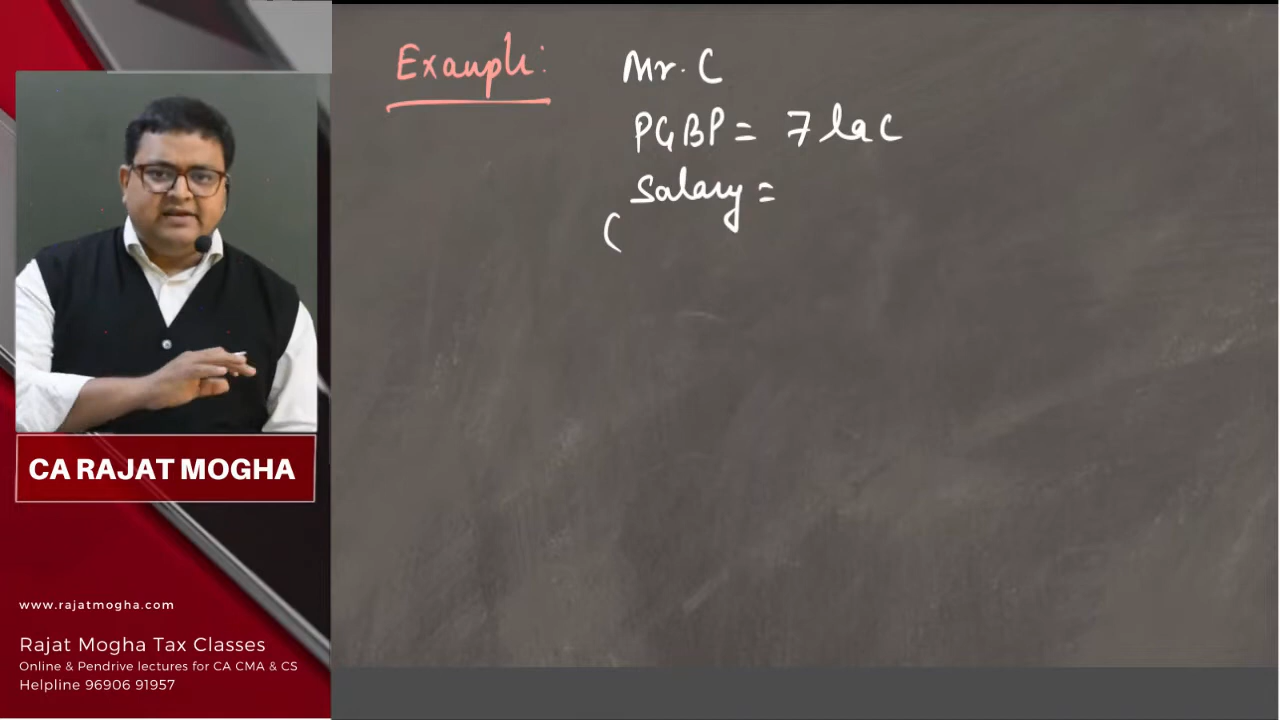 Example:
Mr. C
PGBP = 7 lac
Salary =
(
CA RAJAT MOGHA
www.rajatmogha.com
Rajat Mogha Tax Classes
Online & Pendrive lectures for CA CMA & CS
Helpline 96906 91957